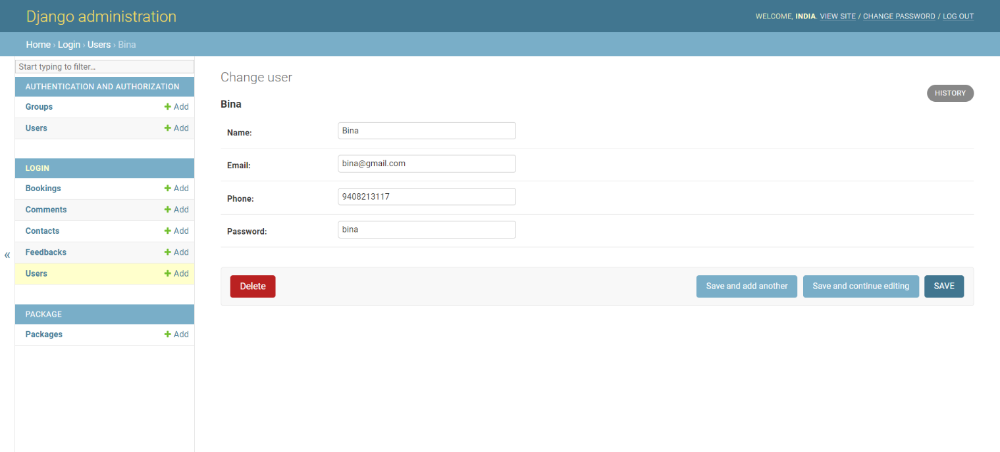 Django administration
WELCOME, INDIA. VIEW SITE / CHANGE PASSWORD / LOG OUT
Home › Login › Users › Bina
Start typing to filter...
AUTHENTICATION AND AUTHORIZATION
Groups + Add
Users + Add
LOGIN
Bookings + Add
Comments + Add
Contacts + Add
Feedbacks + Add
Users + Add
PACKAGE
Packages + Add
«
Change user
HISTORY
Bina
Name: Bina
Email: bina@gmail.com
Phone: 9408213117
Password: bina
Delete
Save and add another
Save and continue editing
SAVE